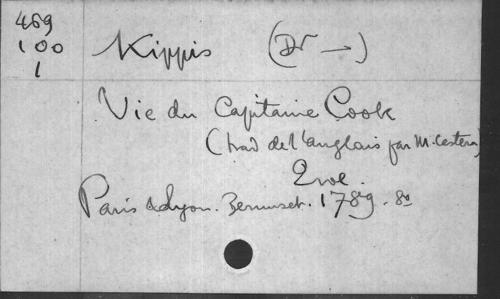 469
100
1
Kippis (Dr —)
Vie du Capitaine Cook
(trad de l'anglais par M. Castera)
2 vol.
Paris & Lyon. Bernuset. 1789. 8o